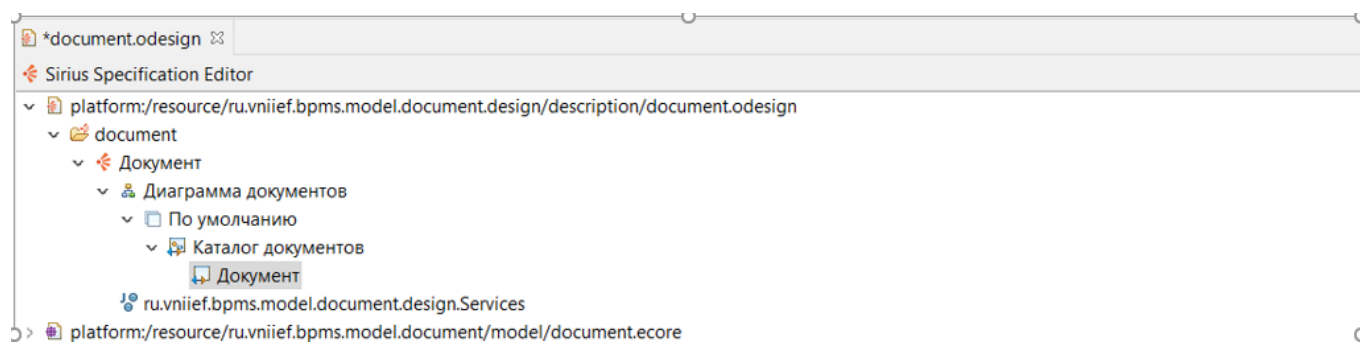 *document.odesign
Sirius Specification Editor
platform:/resource/ru.vniief.bpms.model.document.design/description/document.odesign
document
Документ
Диаграмма документов
По умолчанию
Каталог документов
Документ
ru.vniief.bpms.model.document.design.Services
platform:/resource/ru.vniief.bpms.model.document/model/document.ecore